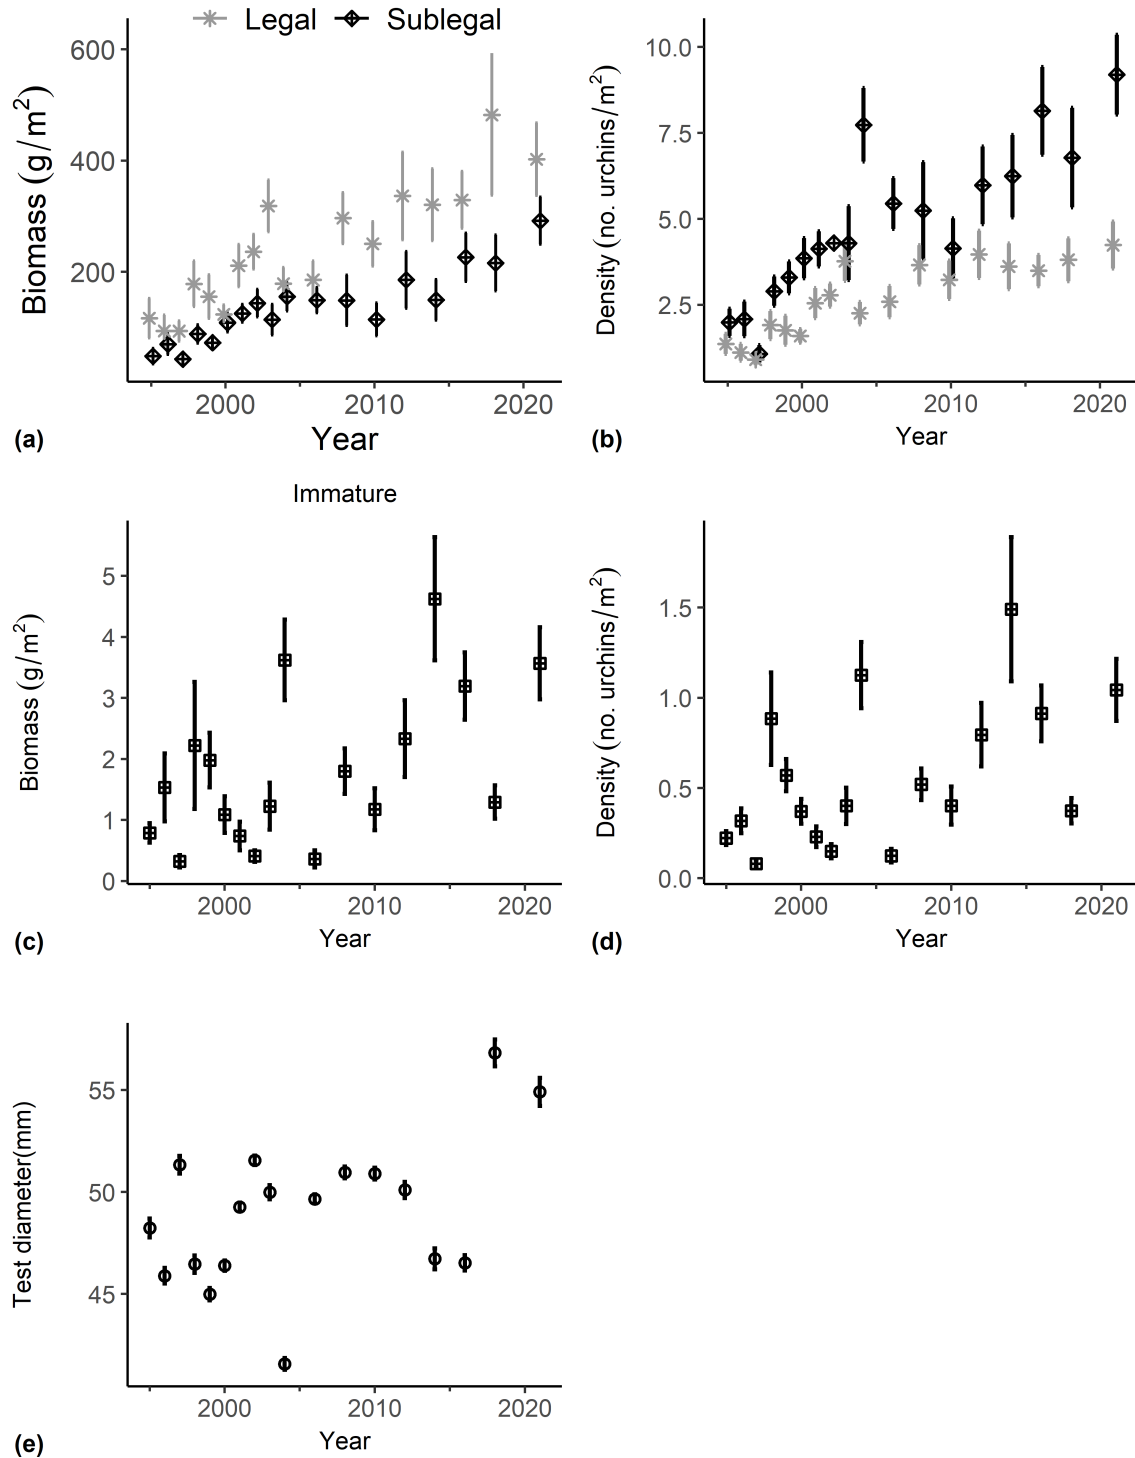 Legal Sublegal
600
400
200
Biomass (g/m²)
2000 2010 2020
Year
(a)
10.0
7.5
5.0
2.5
Density (no. urchins/m²)
2000 2010 2020
Year
(b)
Immature
5
4
3
2
1
0
Biomass (g/m²)
2000 2010 2020
Year
(c)
1.5
1.0
0.5
0.0
Density (no. urchins/m²)
2000 2010 2020
Year
(d)
55
50
45
Test diameter(mm)
2000 2010 2020
Year
(e)